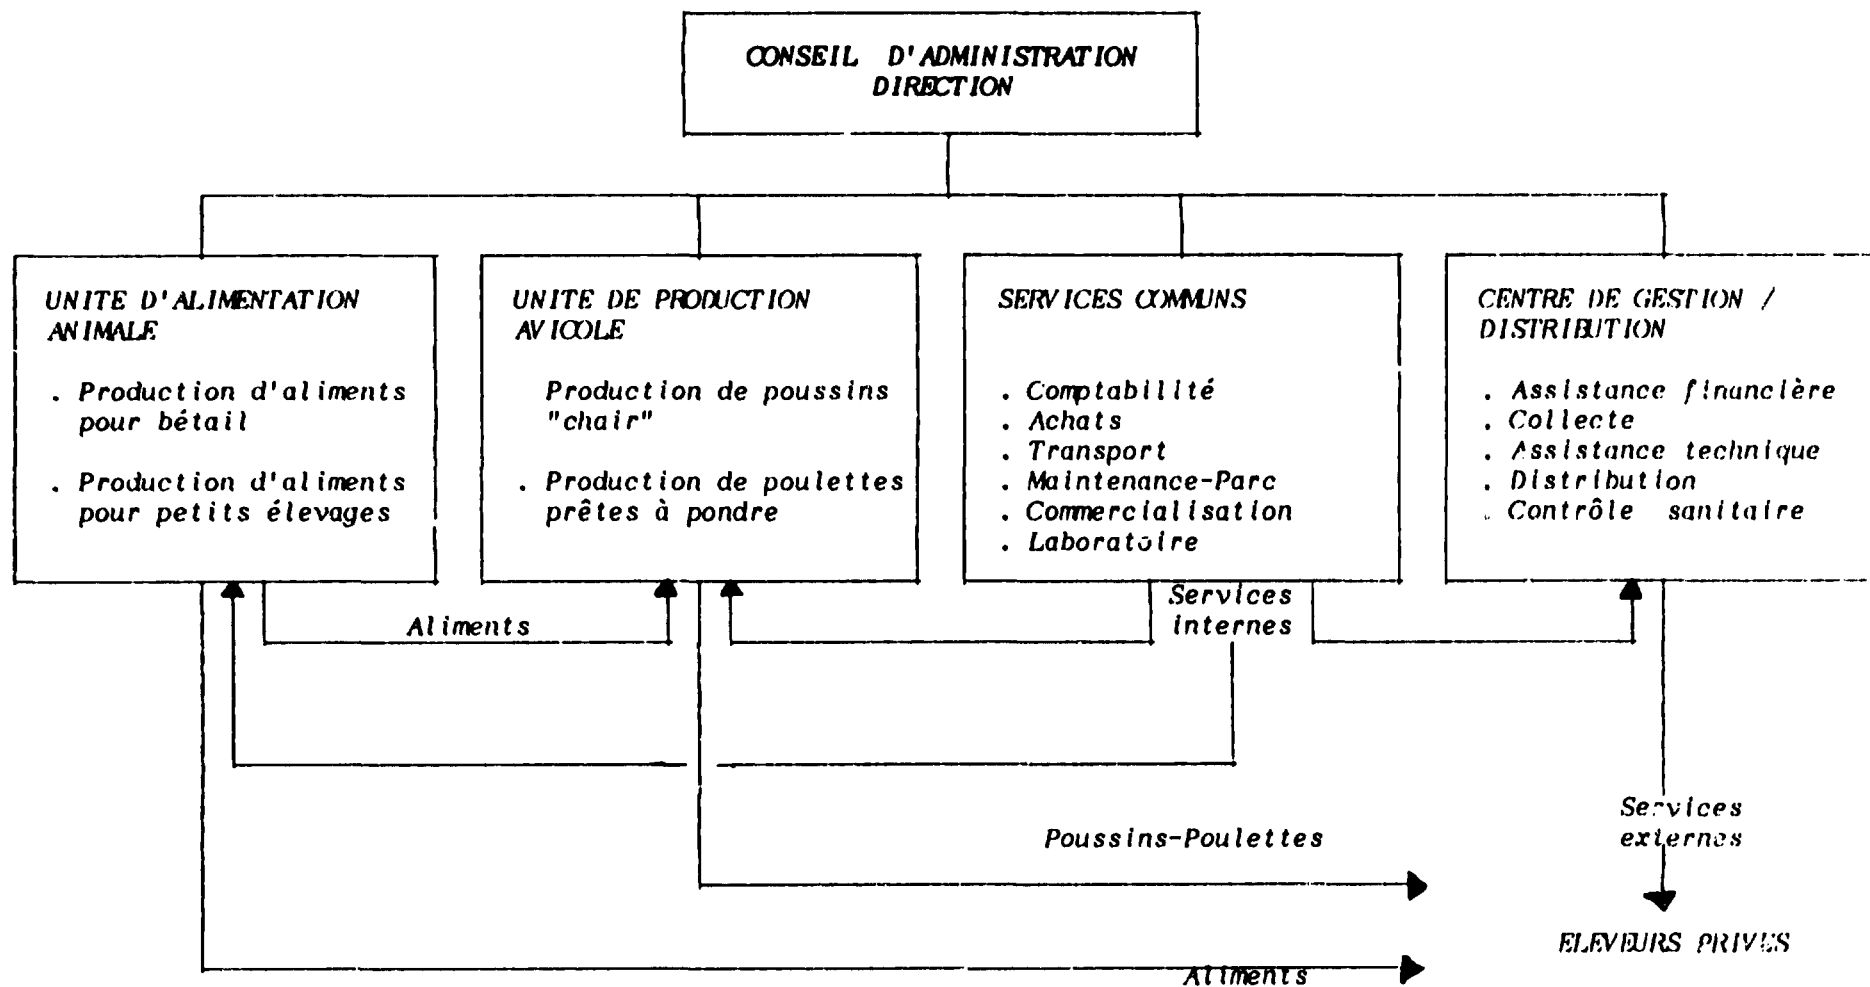 CONSEIL D'ADMINISTRATION
DIRECTION
UNITE D'ALIMENTATION
ANIMALE
. Production d'aliments
pour bétail
. Production d'aliments
pour petits élevages
UNITE DE PRODUCTION
AVICOLE
Production de poussins
"chair"
. Production de poulettes
prêtes à pondre
SERVICES COMMUNS
. Comptabilité
. Achats
. Transport
. Maintenance-Parc
. Commercialisation
. Laboratoire
CENTRE DE GESTION /
DISTRIBUTION
. Assistance financière
. Collecte
. Assistance technique
. Distribution
. Contrôle sanitaire
Aliments
Services
internes
Poussins-Poulettes
Services
externes
ELEVEURS PRIVES
Aliments